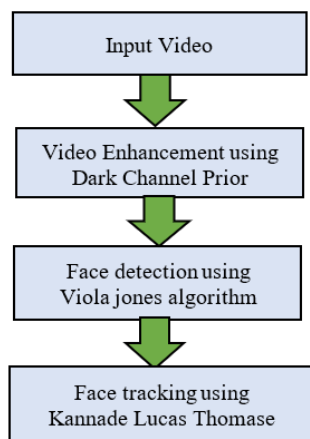 Input Video
Video Enhancement using
Dark Channel Prior
Face detection using
Viola jones algorithm
Face tracking using
Kannade Lucas Thomase